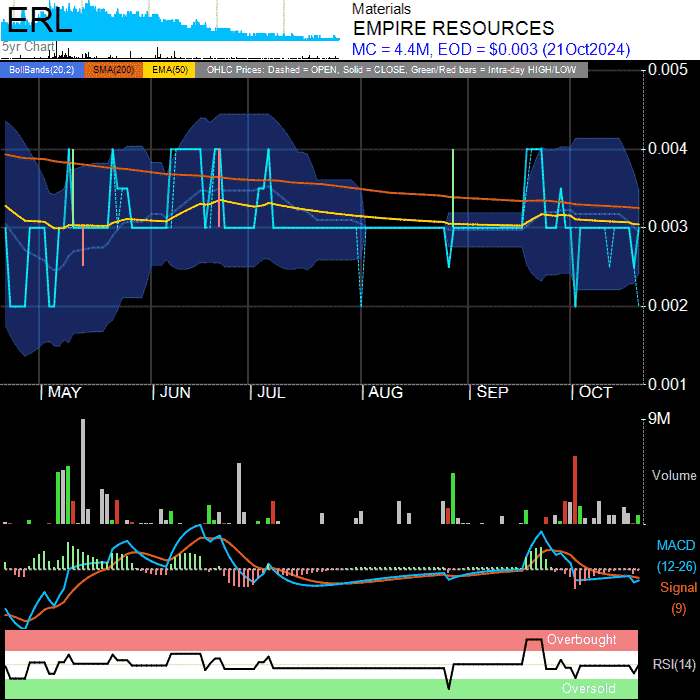 ERL
5yr Chart
Materials
EMPIRE RESOURCES
MC = 4.4M, EOD = $0.003 (21Oct2024)
BollBands(20,2) SMA(200) EMA(50) OHLC Prices: Dashed = OPEN, Solid = CLOSE, Green/Red bars = Intra-day HIGH/LOW
0.005
0.004
0.003
0.002
0.001
MAY JUN JUL AUG SEP OCT
9M
Volume
MACD
(12-26)
Signal
(9)
Overbought
RSI(14)
Oversold